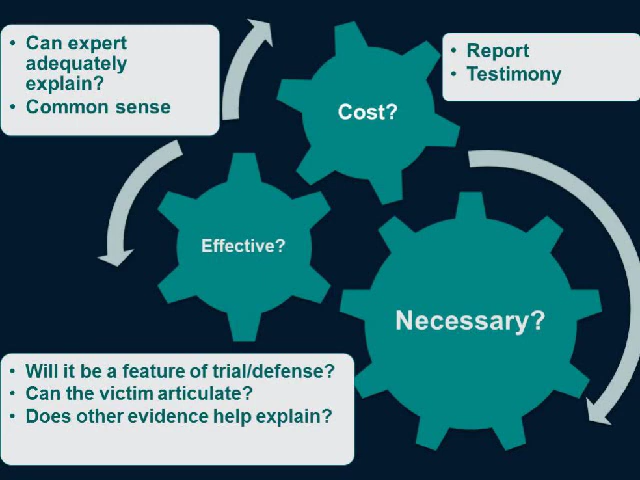 • Can expert
adequately
explain?
• Common sense
• Report
• Testimony
Cost?
Effective?
Necessary?
• Will it be a feature of trial/defense?
• Can the victim articulate?
• Does other evidence help explain?